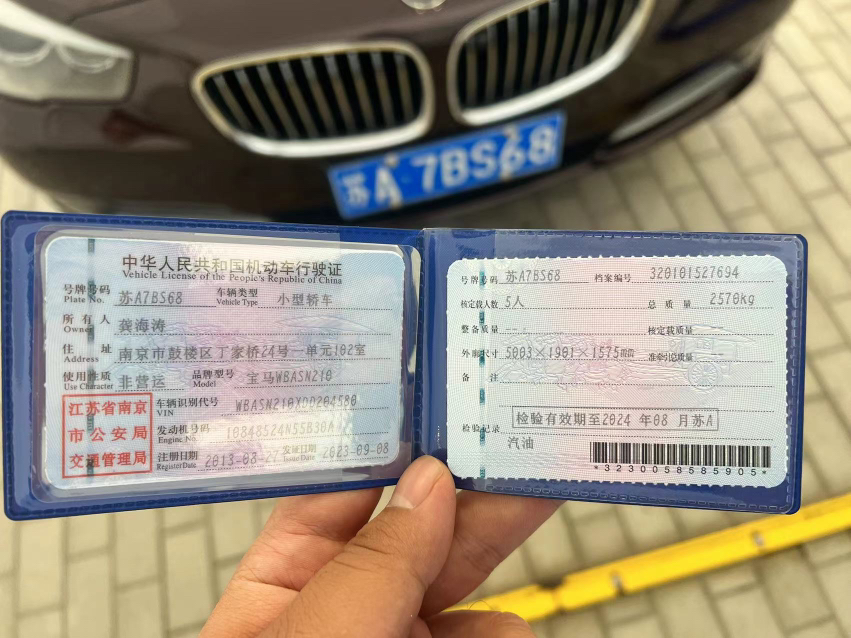 苏A 7BS68
中华人民共和国机动车行驶证
Vehicle License of the People's Republic of China
号牌号码 苏A7BS68 车辆类型 小型轿车
Plate No. Vehicle Type
所有人 龚海涛
Owner
住址 南京市鼓楼区丁家桥24号一单元102室
Address
使用性质 非营运 品牌型号 宝马WBASN210
Use Character Model
江苏省南京
市公安局
交通管理局
车辆识别代号 WBASN210XDD204580
VIN
发动机号码 10848524N55B30A
Engine No.
注册日期 2013-08-27 发证日期 2023-09-08
Register Date Issue Date
号牌号码 苏A7BS68 档案编号 320101527694
核定载人数 5人 总质量 2570kg
整备质量 -- 核定载质量 --
外廓尺寸 5003×1901×1575 准牵引总质量 --
备注
检验有效期至2024 年08 月苏A
检验记录
汽油
*3230058585905*